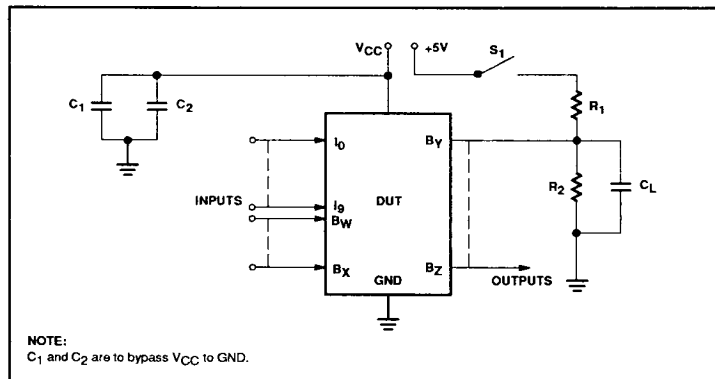 VCC
+5V
S1
C1
C2
R1
I0
BY
R2
CL
INPUTS
I9
BW
DUT
BX
GND
BZ
OUTPUTS
NOTE:
C1 and C2 are to bypass VCC to GND.